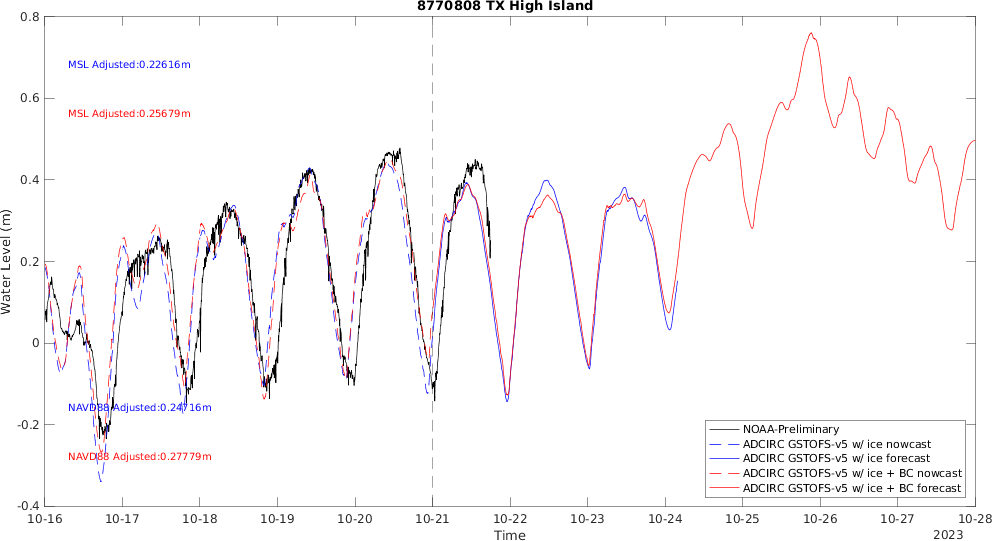 8770808 TX High Island
0.8
0.6
0.4
0.2
0
-0.2
-0.4
Water Level (m)
MSL Adjusted:0.22616m
MSL Adjusted:0.25679m
NAVD88 Adjusted:0.24716m
NAVD88 Adjusted:0.27779m
NOAA-Preliminary
ADCIRC GSTOFS-v5 w/ ice nowcast
ADCIRC GSTOFS-v5 w/ ice forecast
ADCIRC GSTOFS-v5 w/ ice + BC nowcast
ADCIRC GSTOFS-v5 w/ ice + BC forecast
10-16 10-17 10-18 10-19 10-20 10-21 10-22 10-23 10-24 10-25 10-26 10-27 10-28
Time
2023